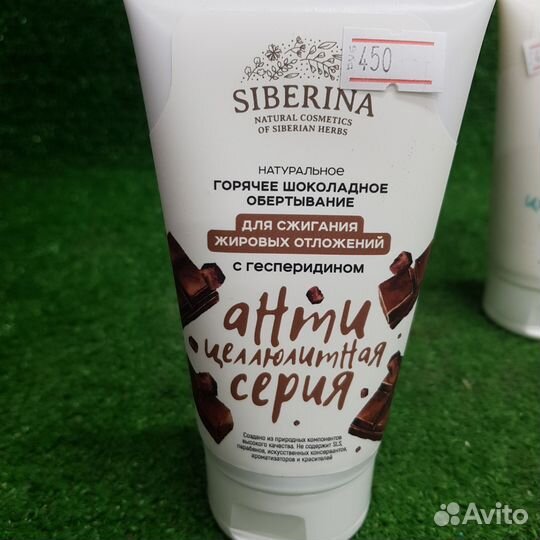 450
SIBERINA
NATURAL COSMETICS
OF SIBERIAN HERBS
НАТУРАЛЬНОЕ
ГОРЯЧЕЕ ШОКОЛАДНОЕ
ОБЕРТЫВАНИЕ
ДЛЯ СЖИГАНИЯ
ЖИРОВЫХ ОТЛОЖЕНИЙ
С ГЕСПЕРИДИНОМ
анти
целлюлитная
серия
Создано из природных компонентов
высокого качества. Не содержит SLS,
парабенов, искусственных консервантов,
ароматизаторов и красителей
Avito